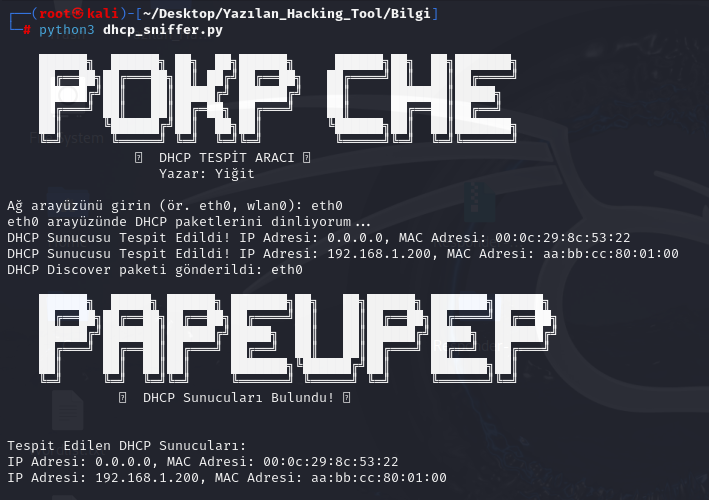 (root㉿kali)-[~/Desktop/Yazılan_Hacking_Tool/Bilgi]
# python3 dhcp_sniffer.py
DHCP TESPİT ARACI
Yazar: Yiğit
Ağ arayüzünü girin (ör. eth0, wlan0): eth0
eth0 arayüzünde DHCP paketlerini dinliyorum...
DHCP Sunucusu Tespit Edildi! IP Adresi: 0.0.0.0, MAC Adresi: 00:0c:29:8c:53:22
DHCP Sunucusu Tespit Edildi! IP Adresi: 192.168.1.200, MAC Adresi: aa:bb:cc:80:01:00
DHCP Discover paketi gönderildi: eth0
DHCP Sunucuları Bulundu!
Tespit Edilen DHCP Sunucuları:
IP Adresi: 0.0.0.0, MAC Adresi: 00:0c:29:8c:53:22
IP Adresi: 192.168.1.200, MAC Adresi: aa:bb:cc:80:01:00